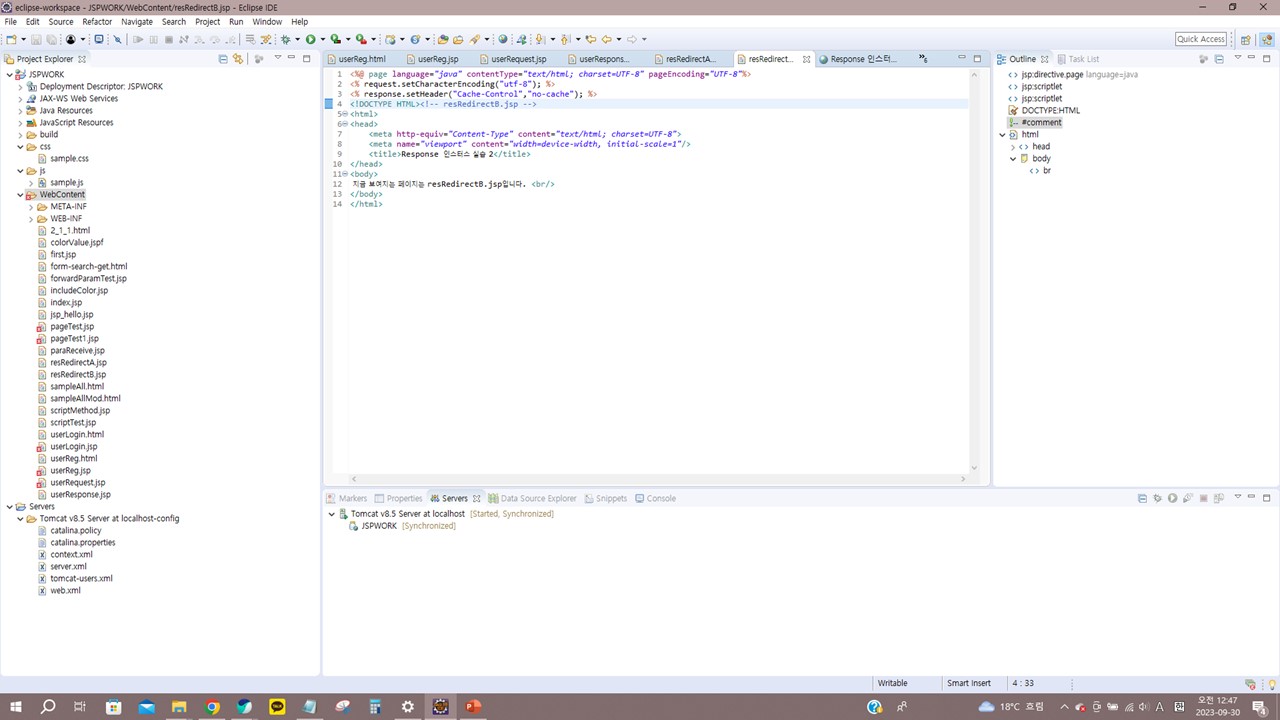 eclipse-workspace - JSPWORK/WebContent/resRedirectB.jsp - Eclipse IDE
File Edit Source Refactor Navigate Search Project Run Window Help
Quick Access
Project Explorer
JSPWORK
Deployment Descriptor: JSPWORK
JAX-WS Web Services
Java Resources
JavaScript Resources
build
css
sample.css
js
sample.js
WebContent
META-INF
WEB-INF
2_1_1.html
colorValue.jspf
first.jsp
form-search-get.html
forwardParamTest.jsp
includeColor.jsp
index.jsp
jsp_hello.jsp
pageTest.jsp
pageTest1.jsp
paraReceive.jsp
resRedirectA.jsp
resRedirectB.jsp
sampleAll.html
sampleAllMod.html
scriptMethod.jsp
scriptTest.jsp
userLogin.html
userLogin.jsp
userReg.html
userReg.jsp
userRequest.jsp
userResponse.jsp
Servers
Tomcat v8.5 Server at localhost-config
catalina.policy
catalina.properties
context.xml
server.xml
tomcat-users.xml
web.xml
userReg.html userReg.jsp userRequest.jsp userRespons... resRedirectA... resRedirect... Response 인스터... »6
1 <%@ page language="java" contentType="text/html; charset=UTF-8" pageEncoding="UTF-8"%>
2 <% request.setCharacterEncoding("utf-8"); %>
3 <% response.setHeader("Cache-Control","no-cache"); %>
4 <!DOCTYPE HTML><!-- resRedirectB.jsp -->
5 <html>
6 <head>
7 <meta http-equiv="Content-Type" content="text/html; charset=UTF-8">
8 <meta name="viewport" content="width=device-width, initial-scale=1"/>
9 <title>Response 인스터스 실습 2</title>
10 </head>
11 <body>
12 지금 보여지는 페이지는 resRedirectB.jsp입니다. <br/>
13 </body>
14 </html>
Outline Task List
jsp:directive.page language=java
jsp:scriptlet
jsp:scriptlet
DOCTYPE:HTML
#comment
html
head
body
br
Markers Properties Servers Data Source Explorer Snippets Console
Tomcat v8.5 Server at localhost [Started, Synchronized]
JSPWORK [Synchronized]
Writable Smart Insert 4 : 33
18°C 흐림 A 漢 오전 12:47
2023-09-30 4